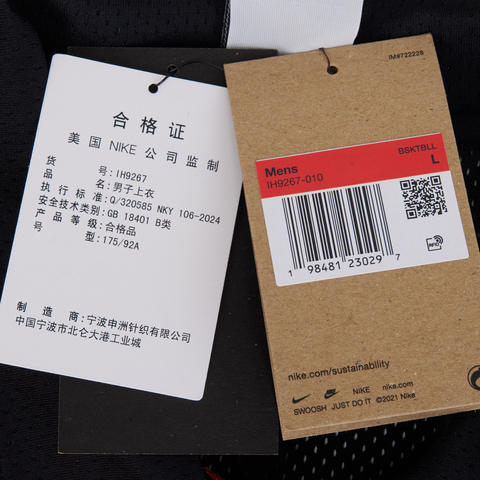 合格证
美国 NIKE 公司监制
货号: IH9267
品名: 男子上衣
执行标准: Q/320585 NKY 106-2024
安全技术类别: GB 18401 B类
产品等级: 合格品
号型: 175/92A
制造商: 宁波申洲针织有限公司
中国宁波市北仑大港工业城
IM#722228
BSKTBLL
Mens L
IH9267-010
1 98481 23029 7
nike.com/sustainability
NIKE nike.com
SWOOSH JUST DO IT ©2021 Nike